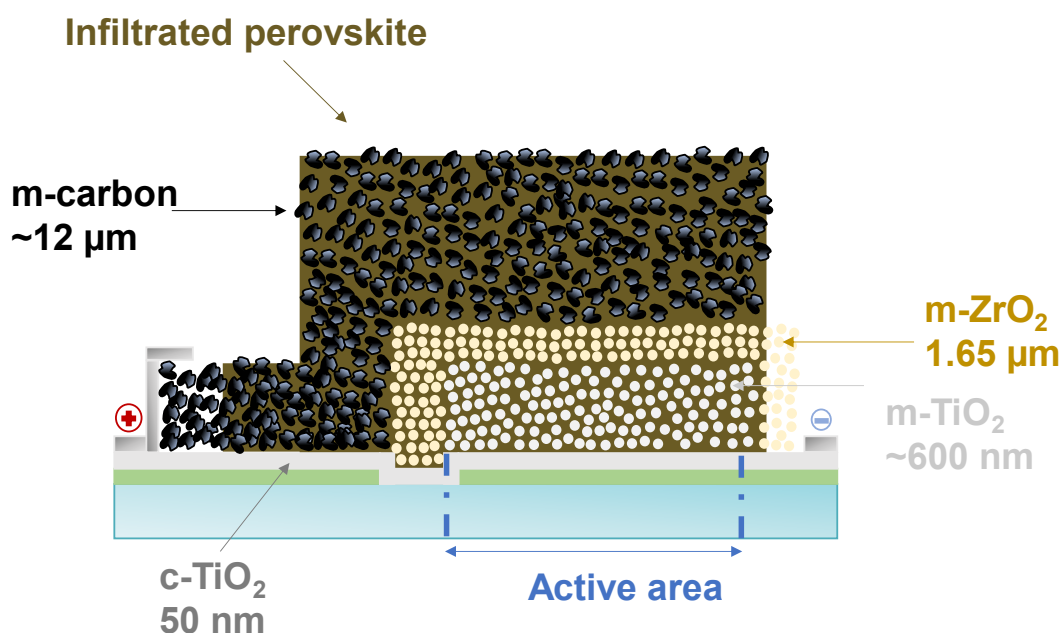 Infiltrated perovskite
m-carbon
~12 µm
m-ZrO₂
1.65 µm
m-TiO₂
~600 nm
+
−
c-TiO₂
50 nm
Active area